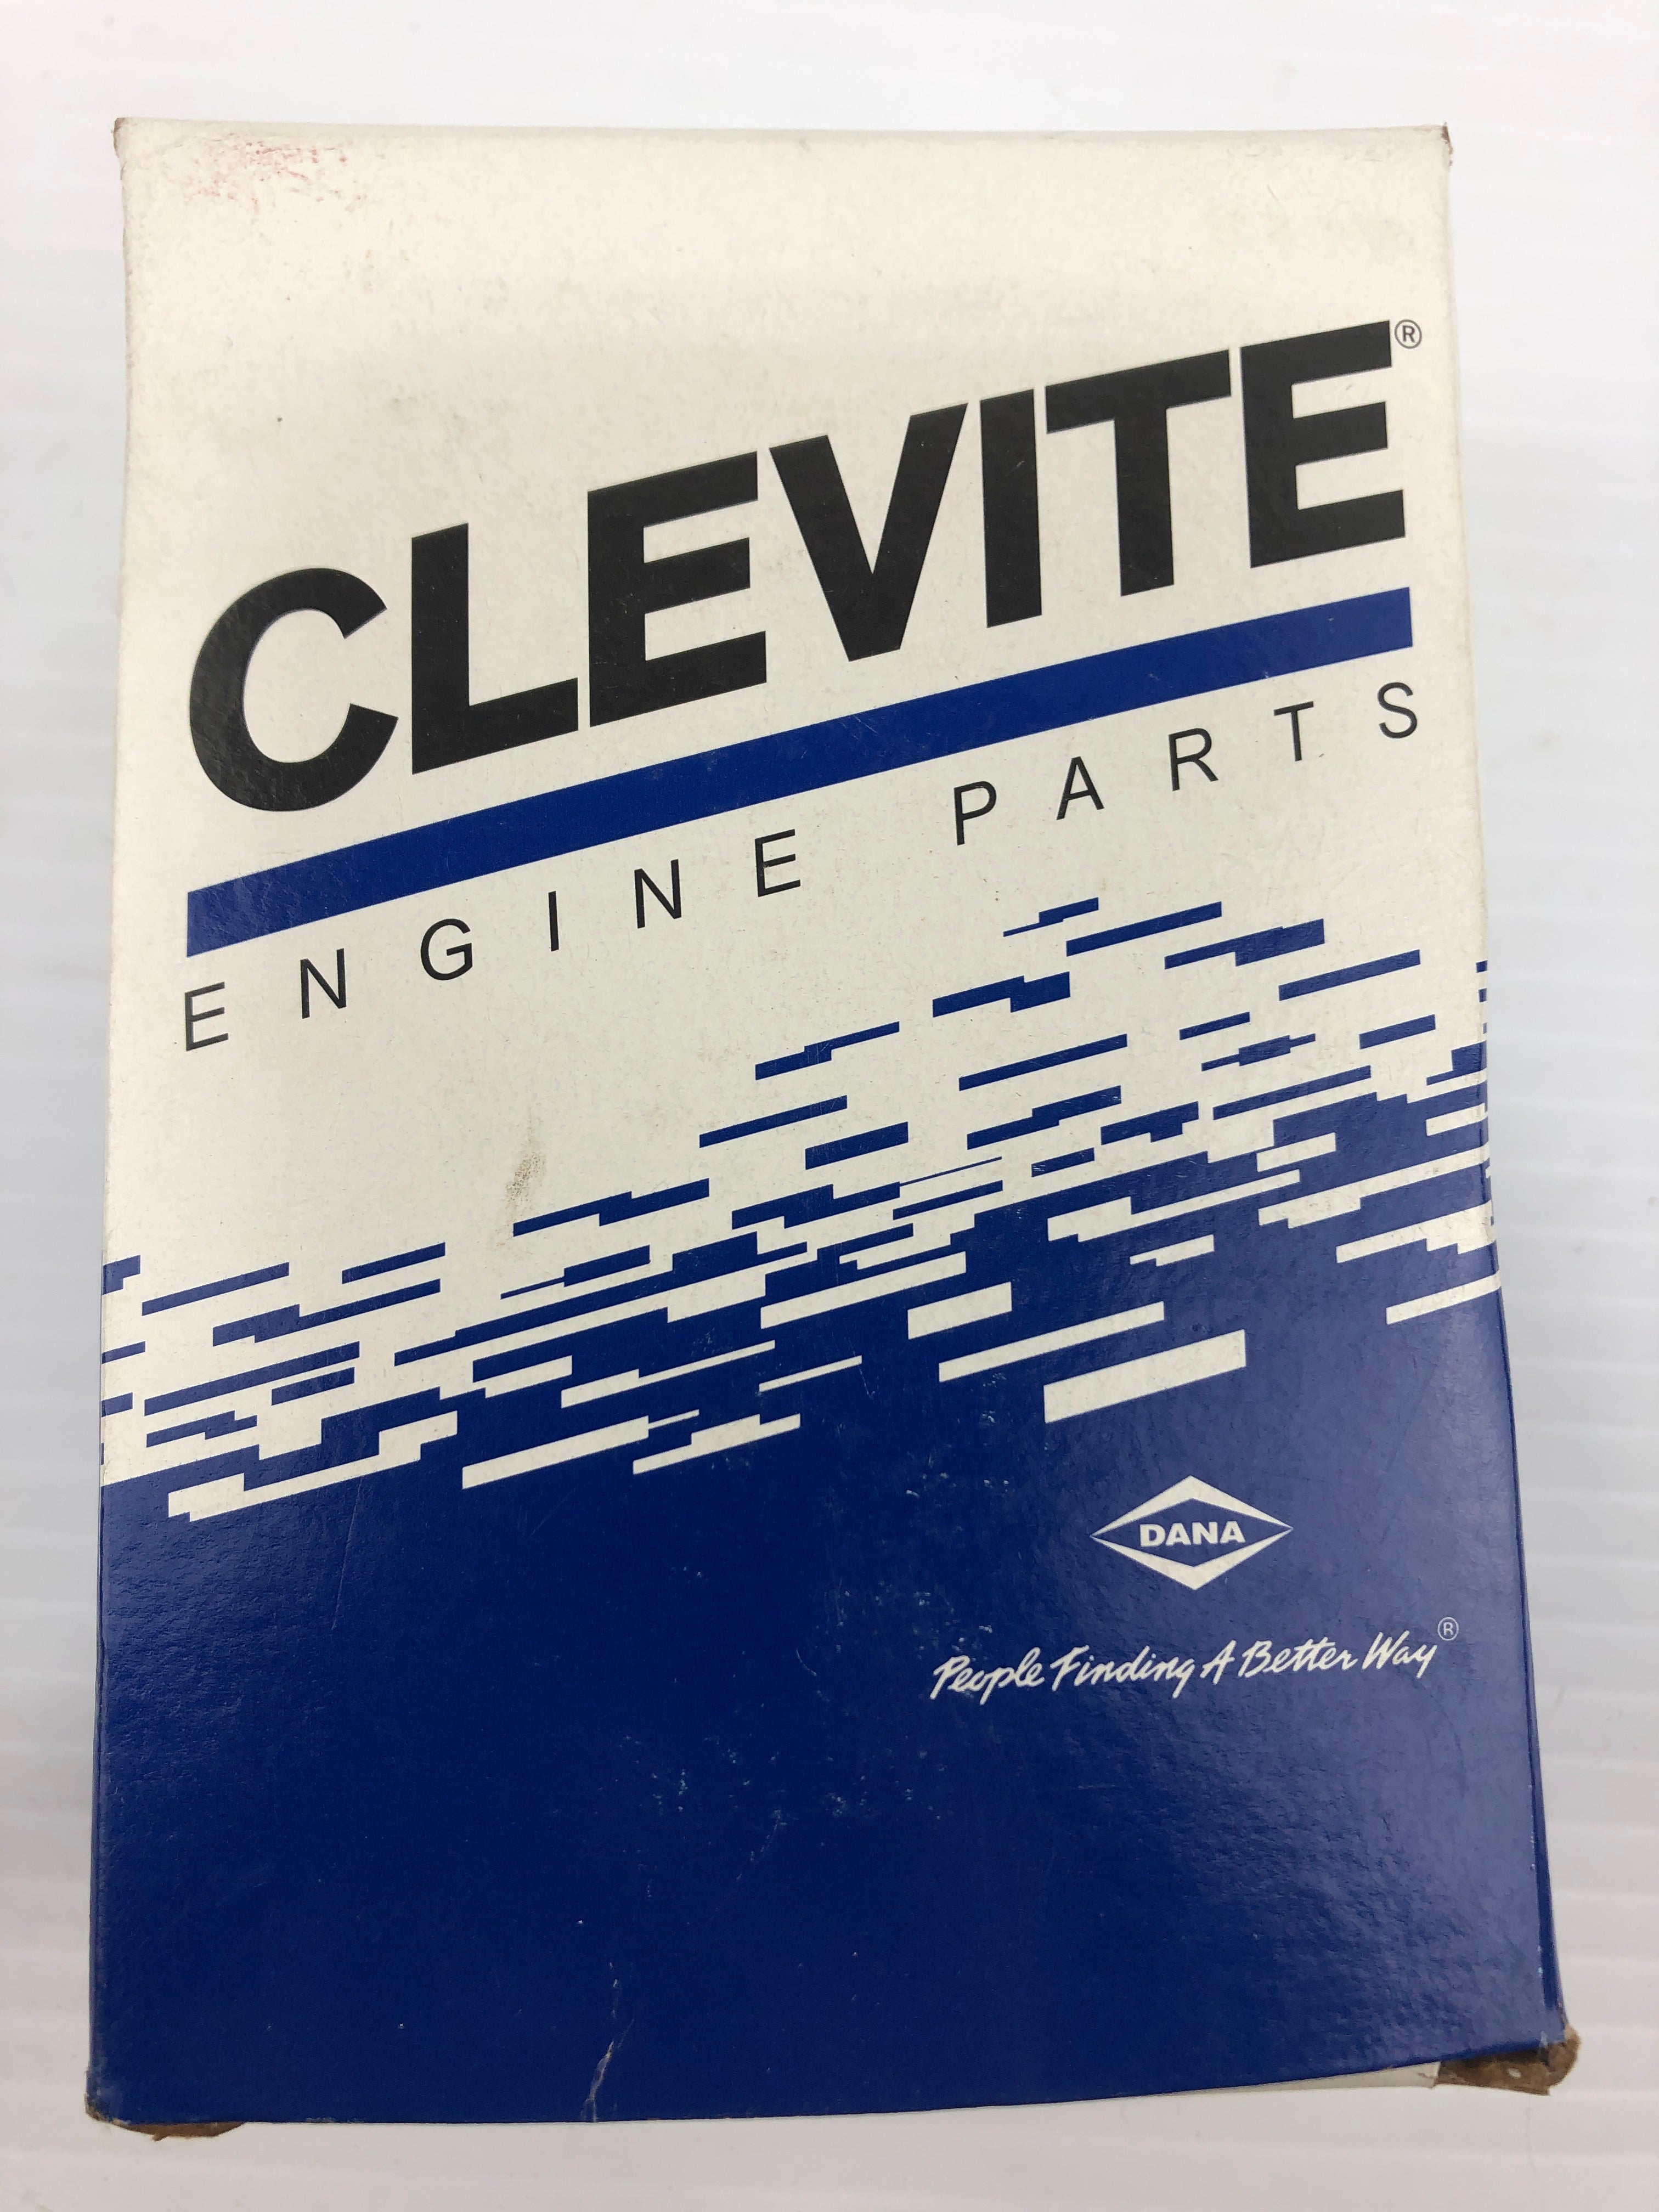 CLEVITE®
ENGINE PARTS
DANA
People Finding A Better Way®